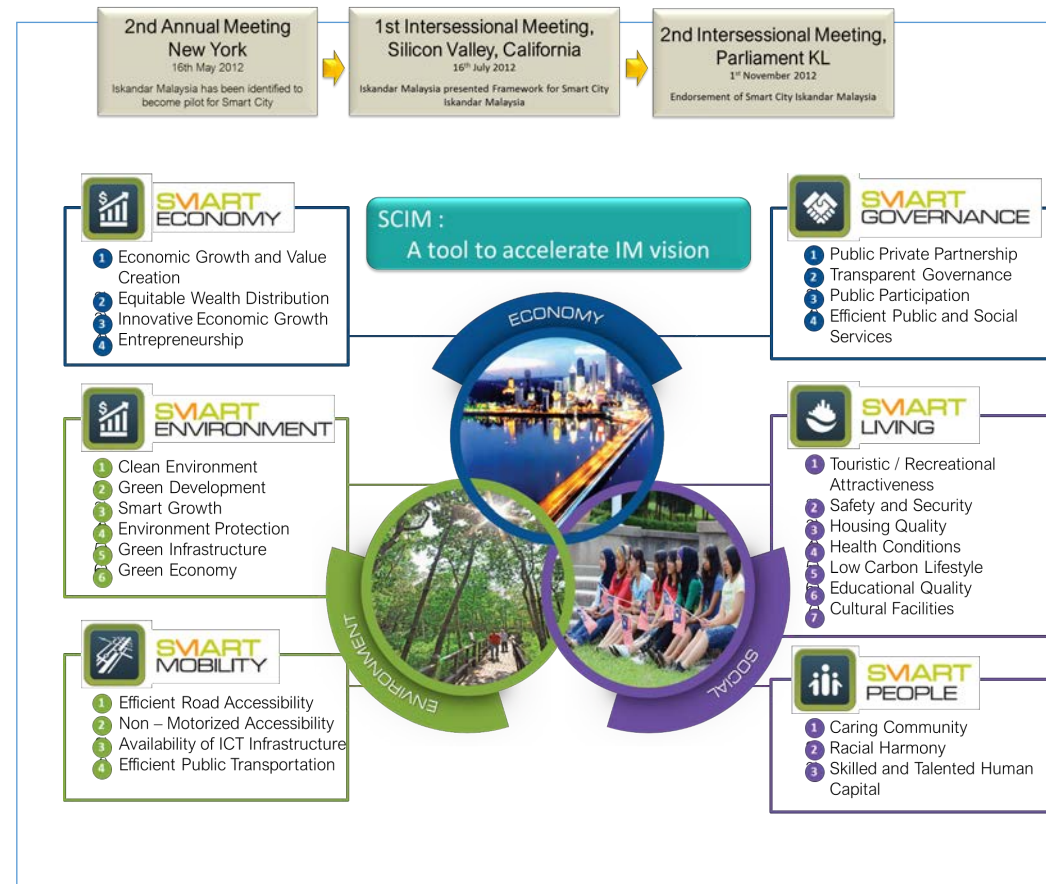 2nd Annual Meeting
New York
16th May 2012
Iskandar Malaysia has been identified to
become pilot for Smart City
1st Intersessional Meeting,
Silicon Valley, California
16th July 2012
Iskandar Malaysia presented Framework for Smart City
Iskandar Malaysia
2nd Intersessional Meeting,
Parliament KL
1st November 2012
Endorsement of Smart City Iskandar Malaysia
SCIM :
A tool to accelerate IM vision
SMART
ECONOMY
1 Economic Growth and Value
Creation
2 Equitable Wealth Distribution
3 Innovative Economic Growth
4 Entrepreneurship
SMART
ENVIRONMENT
1 Clean Environment
2 Green Development
3 Smart Growth
4 Environment Protection
5 Green Infrastructure
6 Green Economy
SMART
MOBILITY
1 Efficient Road Accessibility
2 Non – Motorized Accessibility
3 Availability of ICT Infrastructure
4 Efficient Public Transportation
ECONOMY
ENVIRONMENT
SOCIAL
SMART
GOVERNANCE
1 Public Private Partnership
2 Transparent Governance
3 Public Participation
4 Efficient Public and Social
Services
SMART
LIVING
1 Touristic / Recreational
Attractiveness
2 Safety and Security
3 Housing Quality
4 Health Conditions
5 Low Carbon Lifestyle
6 Educational Quality
7 Cultural Facilities
SMART
PEOPLE
1 Caring Community
2 Racial Harmony
3 Skilled and Talented Human
Capital